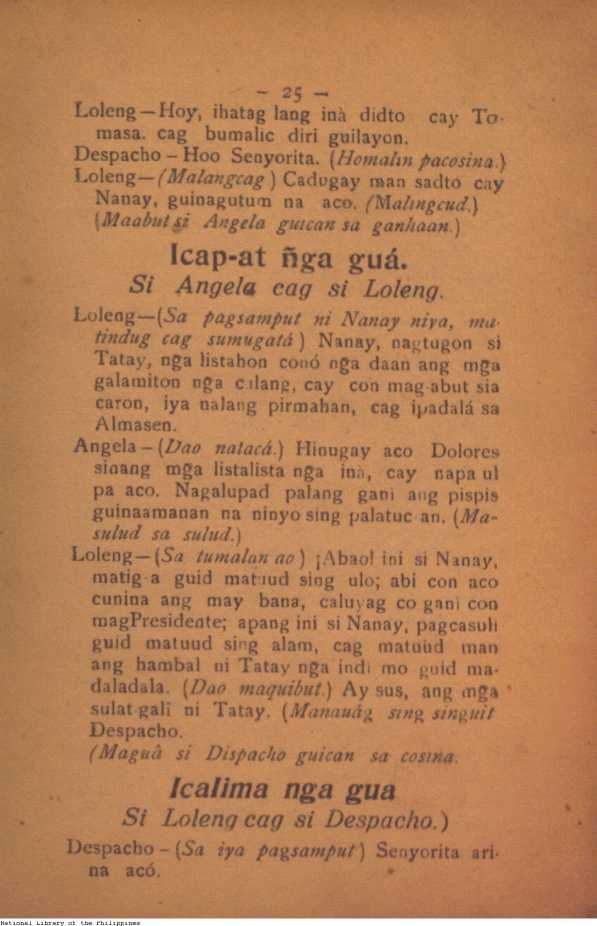 — 25 —
Loleng—Hoy, ihatag lang inà didto cay To-
masa. cag bumalic diri guilayon.
Despacho – Hoo Senyorita. (Homalin pacosina.)
Loleng—(Malangcag) Cadugay man sadto cay
Nanay, guinagutum na aco. (Malingcud.)
(Maabut si Angela guican sa ganhaan.)
Icap-at ñga guá.
Si Angela cag si Loleng.
Loleng—(Sa pagsamput ni Nanay niya, ma-
tindug cag sumugatá) Nanay, nagtugon si
Tatay, nga listahon conó nga daan ang mga
galamiton nga culang, cay con mag-abut sia
caron, iya nalang pirmahan, cag ipadalá sa
Almasen.
Angela – (Dao natacá.) Hinugay aco Dolores
sinang mga listalista nga inà, cay napa ul
pa aco. Nagalupad palang gani ang pispis
guinaamanan na ninyo sing palatuc an. (Ma-
sulud sa sulud.)
Loleng—(Sa tumalan ao) ¡Abao! ini si Nanay,
matig-a guid matuud sing ulo; abi con aco
cunina ang may bana, caluyag co gani con
magPresidente; apang ini si Nanay, pagcasuli
guid matuud sing alam, cag matuud man
ang hambal ni Tatay nga indi mo guid ma-
daladala. (Dao maquibut.) Ay sus, ang mga
sulat gali ni Tatay. (Manauág sing singuit
Despacho.
(Maguâ si Dispacho guican sa cosina.
Icalima nga gua
Si Loleng cag si Despacho.)
Despacho – (Sa iya pagsamput) Senyorita ari-
na acó.
National Library of the Philippines